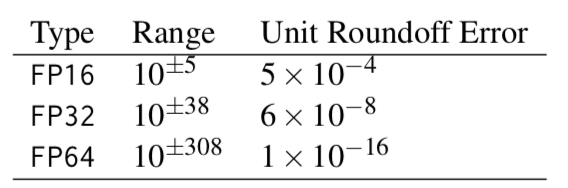 Type Range Unit Roundoff Error
FP16 10±5 5 × 10−4
FP32 10±38 6 × 10−8
FP64 10±308 1 × 10−16